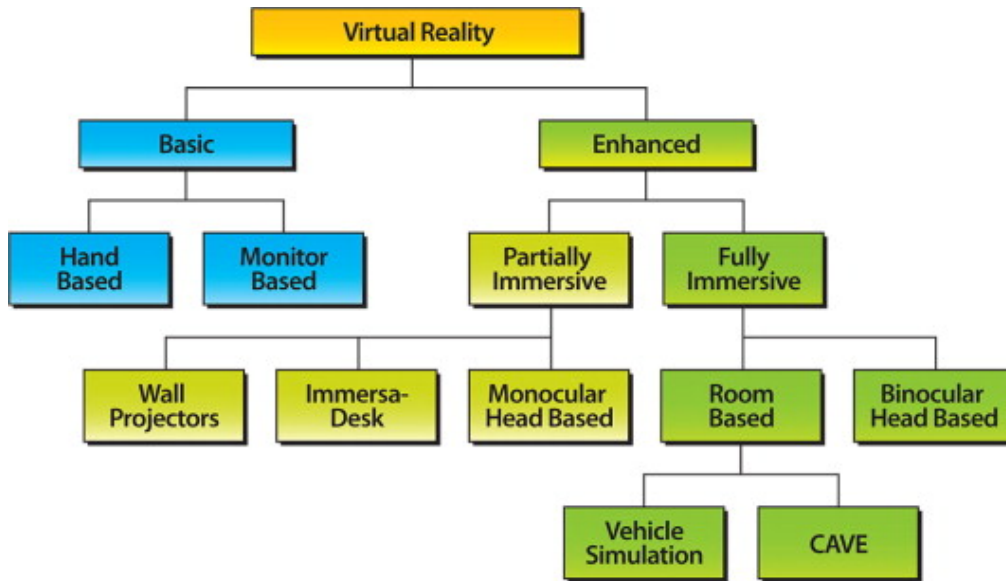 Virtual Reality
Basic
Enhanced
Hand
Based
Monitor
Based
Partially
Immersive
Fully
Immersive
Wall
Projectors
Immersa-
Desk
Monocular
Head Based
Room
Based
Binocular
Head Based
Vehicle
Simulation
CAVE